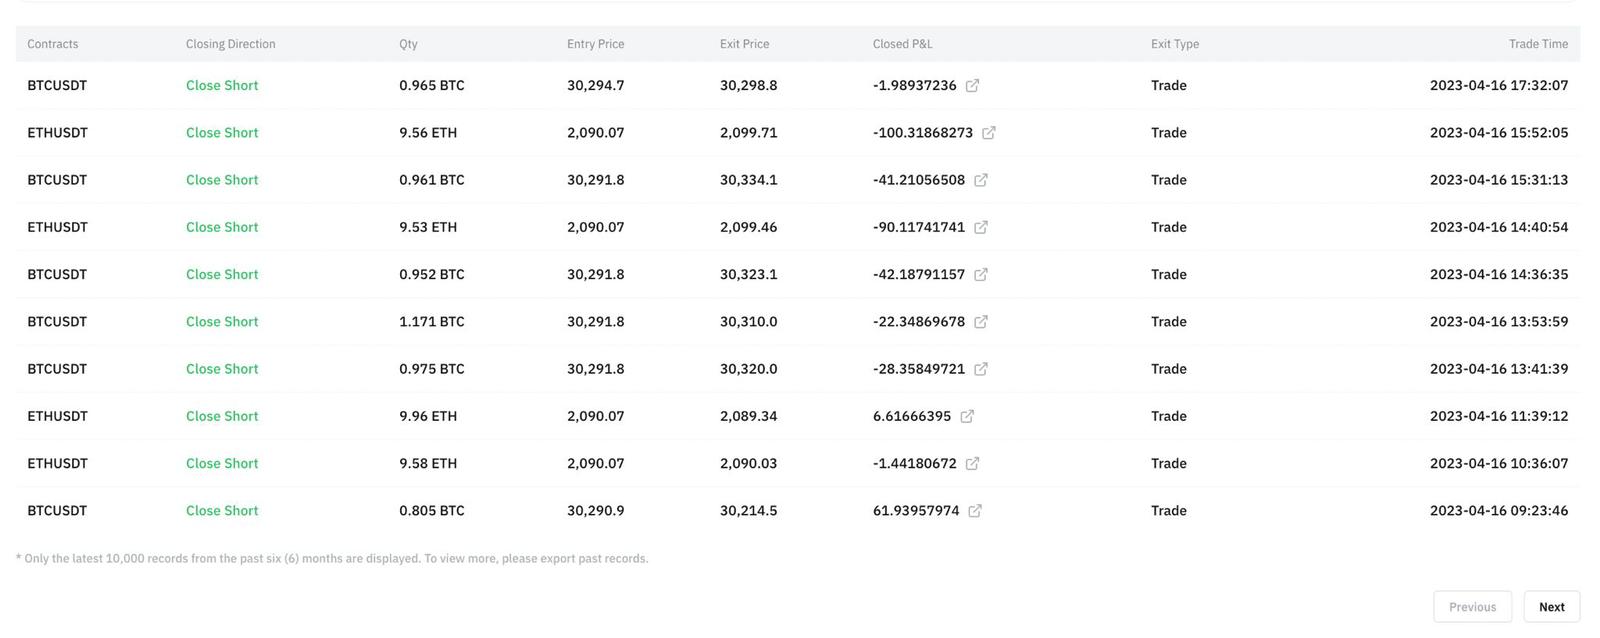 Contracts Closing Direction Qty Entry Price Exit Price Closed P&L Exit Type Trade Time
BTCUSDT Close Short 0.965 BTC 30,294.7 30,298.8 -1.98937236 Trade 2023-04-16 17:32:07
ETHUSDT Close Short 9.56 ETH 2,090.07 2,099.71 -100.31868273 Trade 2023-04-16 15:52:05
BTCUSDT Close Short 0.961 BTC 30,291.8 30,334.1 -41.21056508 Trade 2023-04-16 15:31:13
ETHUSDT Close Short 9.53 ETH 2,090.07 2,099.46 -90.11741741 Trade 2023-04-16 14:40:54
BTCUSDT Close Short 0.952 BTC 30,291.8 30,323.1 -42.18791157 Trade 2023-04-16 14:36:35
BTCUSDT Close Short 1.171 BTC 30,291.8 30,310.0 -22.34869678 Trade 2023-04-16 13:53:59
BTCUSDT Close Short 0.975 BTC 30,291.8 30,320.0 -28.35849721 Trade 2023-04-16 13:41:39
ETHUSDT Close Short 9.96 ETH 2,090.07 2,089.34 6.61666395 Trade 2023-04-16 11:39:12
ETHUSDT Close Short 9.58 ETH 2,090.07 2,090.03 -1.44180672 Trade 2023-04-16 10:36:07
BTCUSDT Close Short 0.805 BTC 30,290.9 30,214.5 61.93957974 Trade 2023-04-16 09:23:46
* Only the latest 10,000 records from the past six (6) months are displayed. To view more, please export past records.
Previous Next